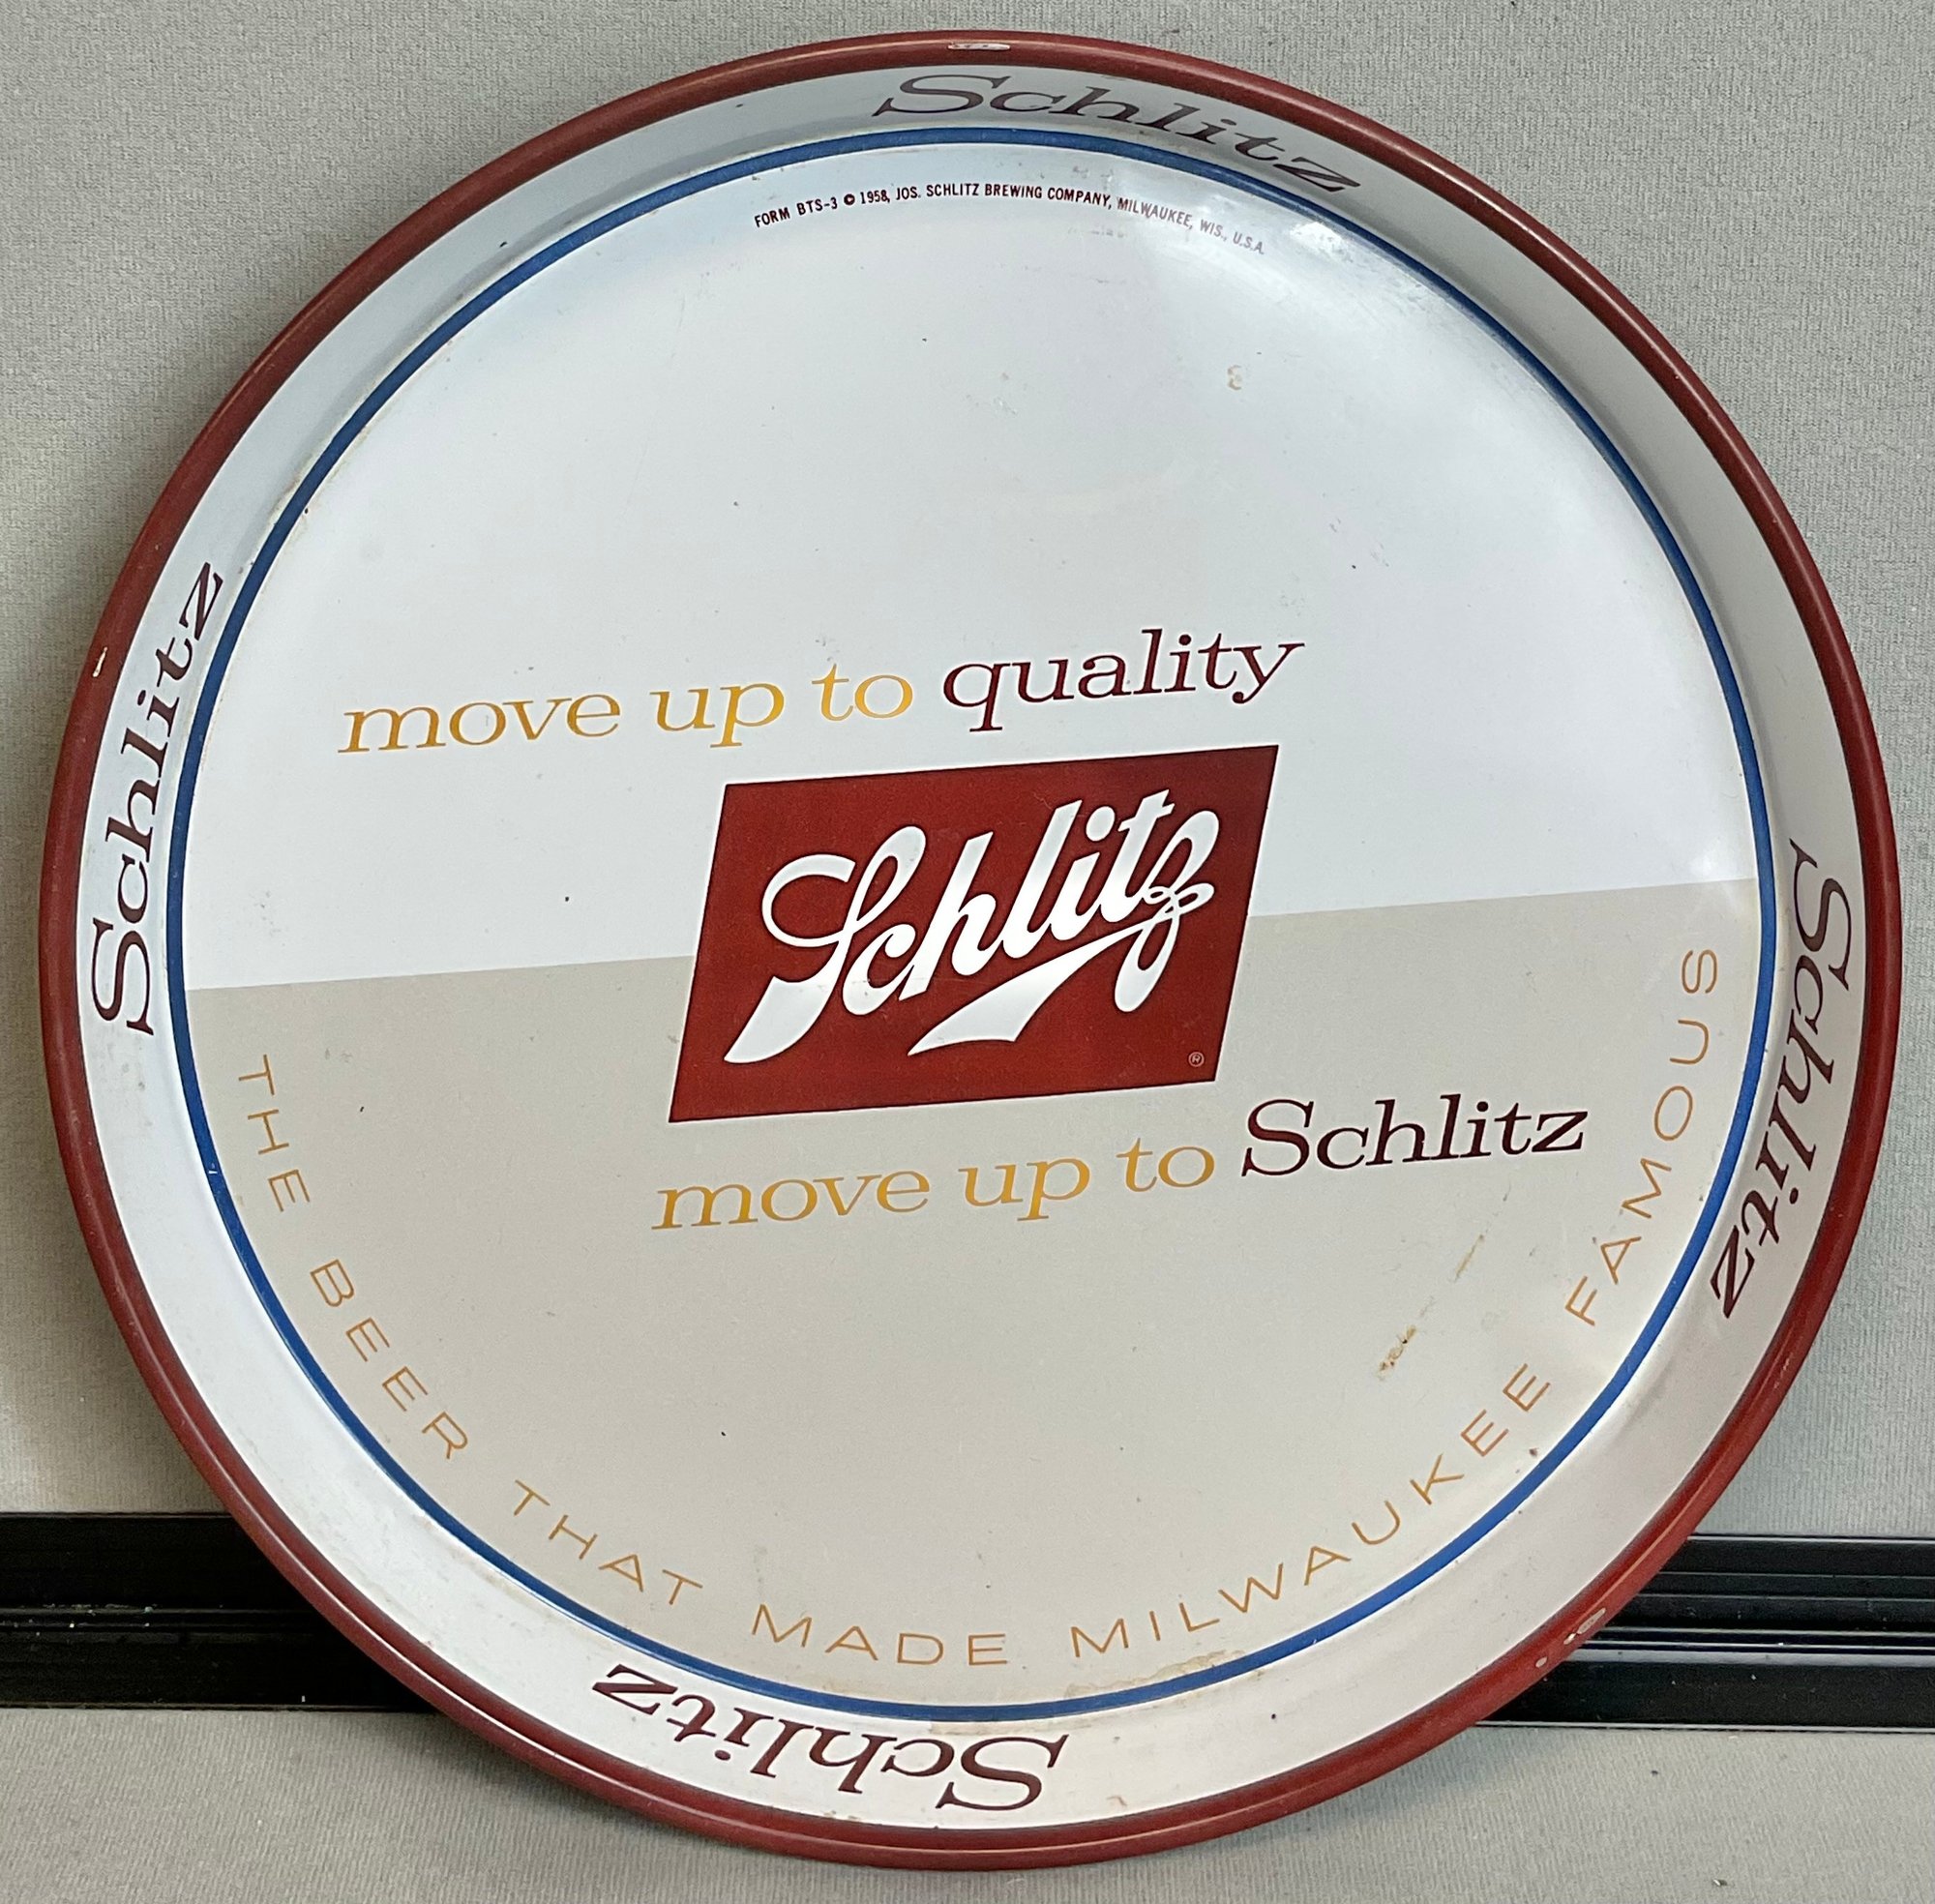 Schlitz
FORM BTS-3 © 1958, JOS. SCHLITZ BREWING COMPANY, MILWAUKEE, WIS., U.S.A.
Schlitz
move up to quality
Schlitz
®
move up to Schlitz
Schlitz
THE BEER THAT MADE MILWAUKEE FAMOUS
Schlitz